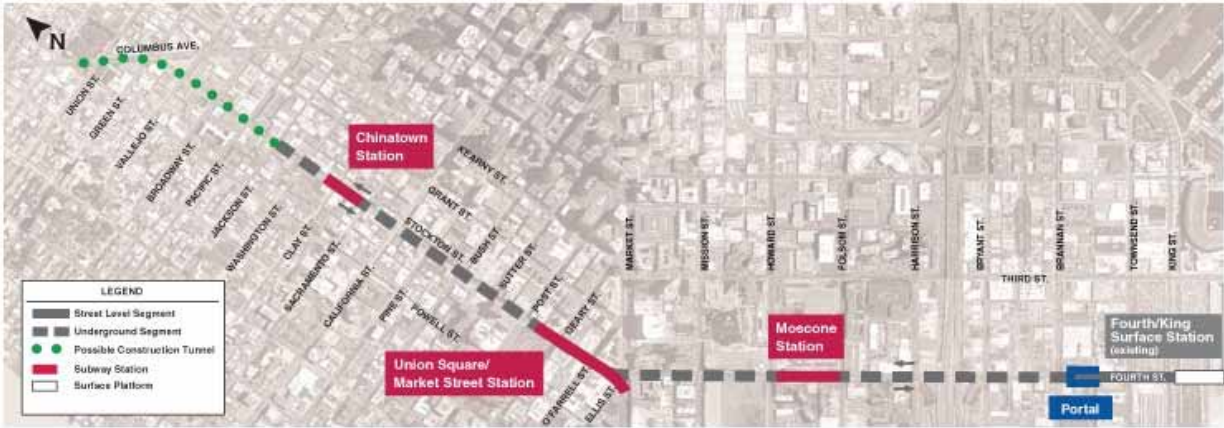 N
COLUMBUS AVE.
UNION ST.
GREEN ST.
VALLEJO ST.
BROADWAY ST.
PACIFIC ST.
JACKSON ST.
WASHINGTON ST.
CLAY ST.
SACRAMENTO ST.
CALIFORNIA ST.
PINE ST.
POWELL ST.
Chinatown
Station
KEARNY ST.
GRANT ST.
STOCKTON ST.
BUSH ST.
SUTTER ST.
POST ST.
GEARY ST.
O'FARRELL ST.
ELLIS ST.
Union Square/
Market Street Station
MARKET ST.
MISSION ST.
HOWARD ST.
FOLSON ST.
HARRISON ST.
BRYANT ST.
BRANNAN ST.
TOWNSEND ST.
KING ST.
THIRD ST.
Moscone
Station
Fourth/King
Surface Station
(existing)
FOURTH ST.
Portal
LEGEND
Street Level Segment
Underground Segment
Possible Construction Tunnel
Subway Station
Surface Platform